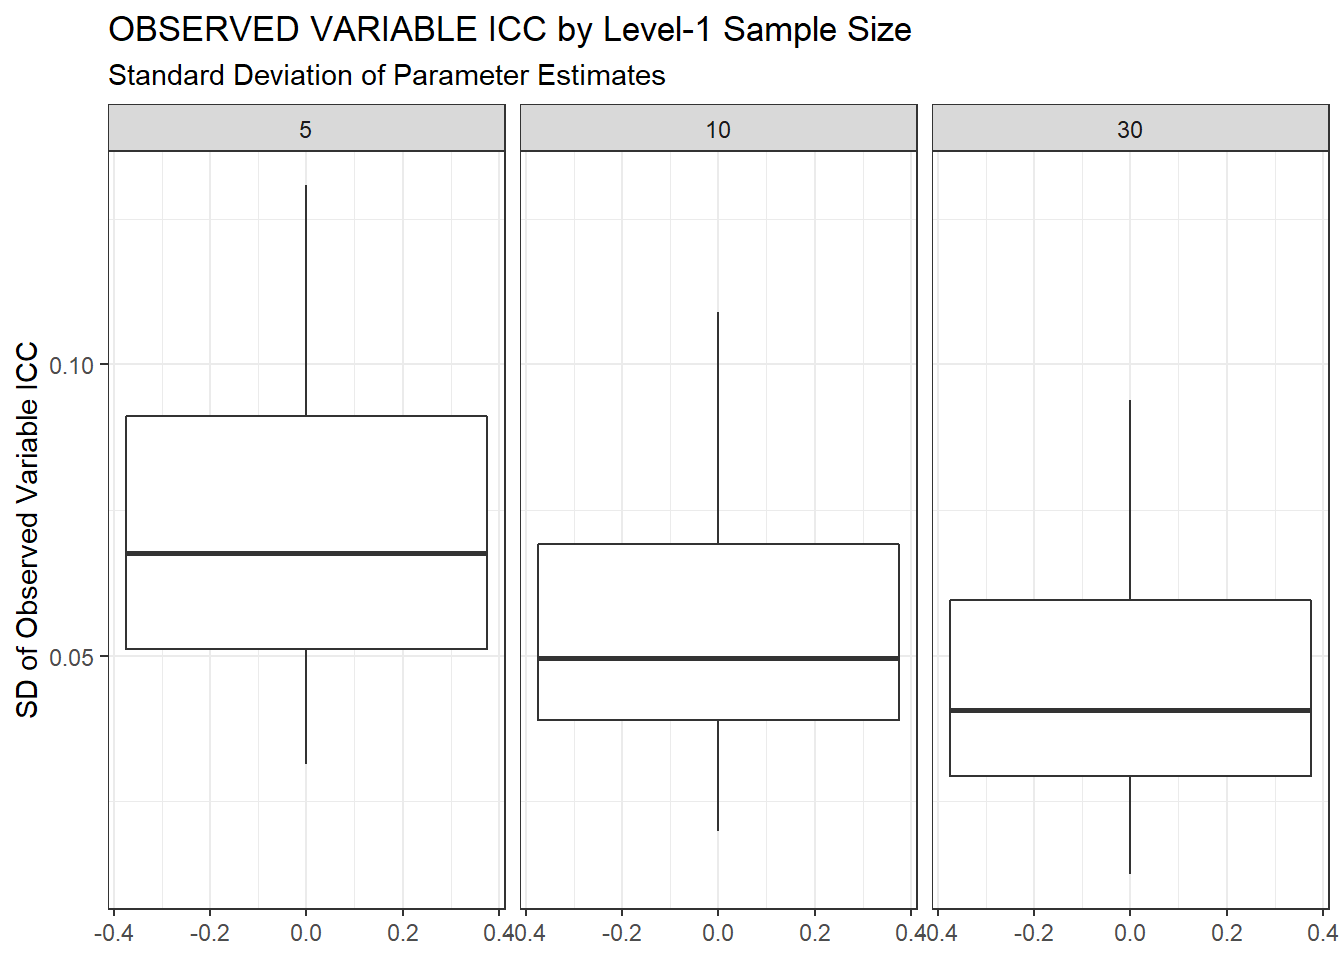 OBSERVED VARIABLE ICC by Level-1 Sample Size
Standard Deviation of Parameter Estimates
5 10 30
SD of Observed Variable ICC
0.10
0.05
-0.4 -0.2 0.0 0.2 0.4 -0.4 -0.2 0.0 0.2 0.4 -0.4 -0.2 0.0 0.2 0.4